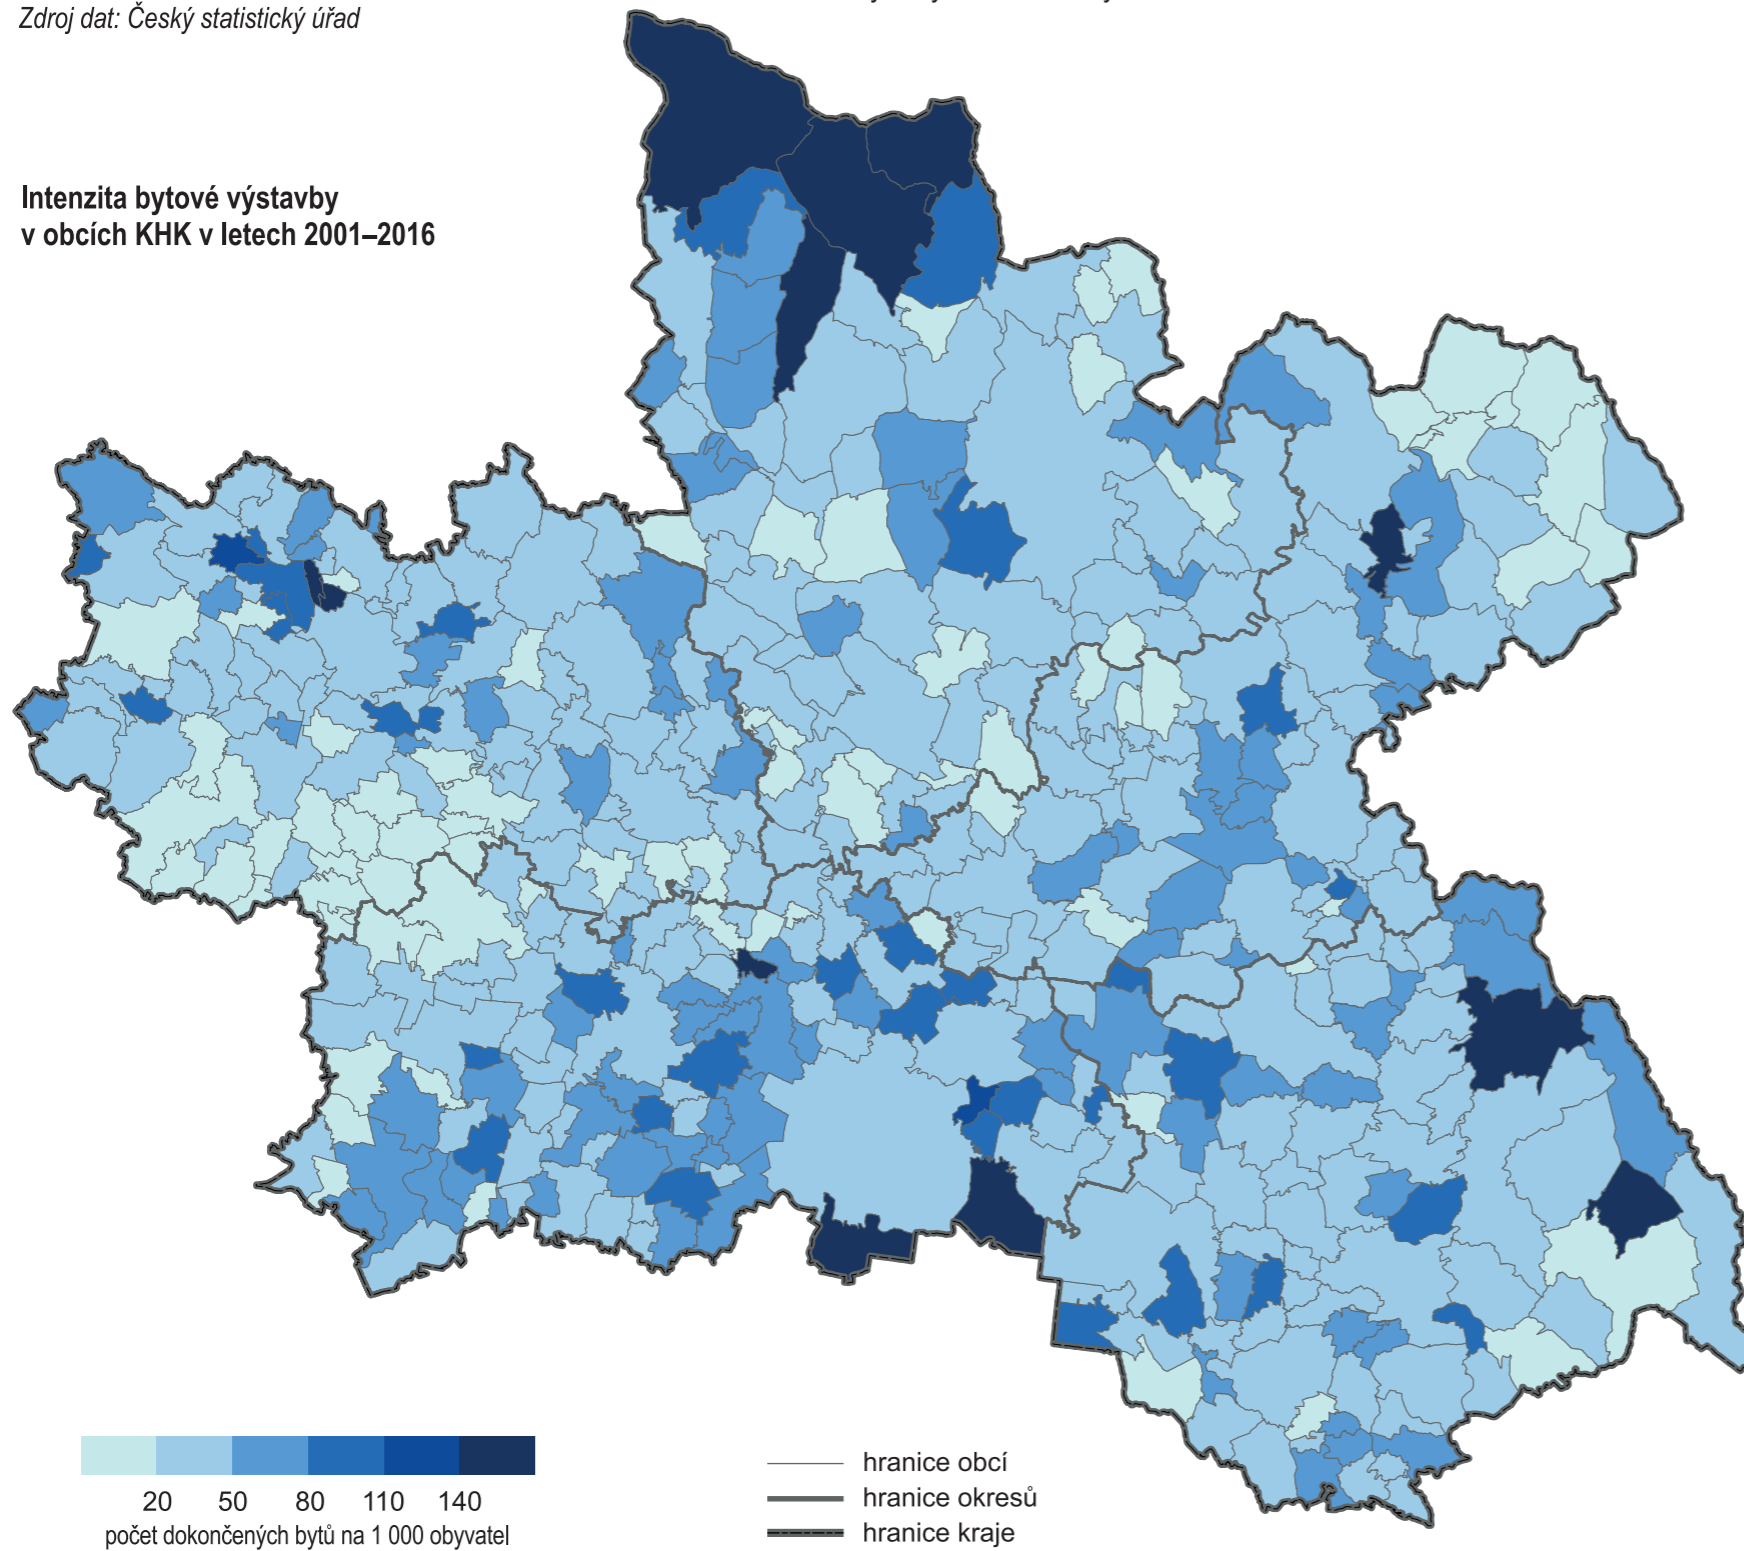 Zdroj dat: Český statistický úřad
Intenzita bytové výstavby
v obcích KHK v letech 2001–2016
20 50 80 110 140
počet dokončených bytů na 1 000 obyvatel
hranice obcí
hranice okresů
hranice kraje